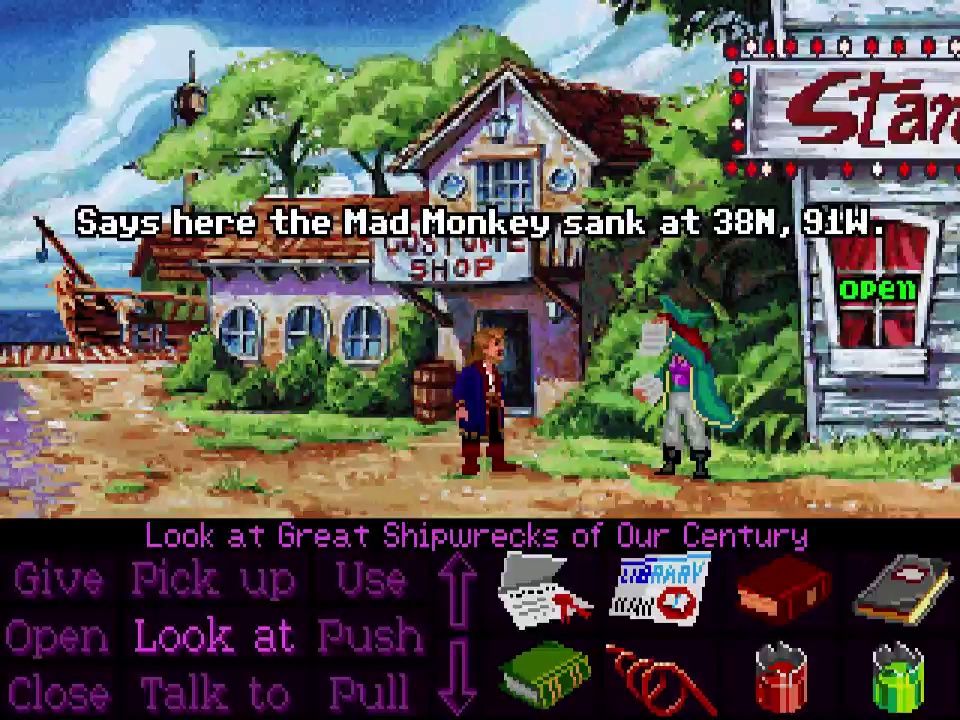 Stan
Says here the Mad Monkey sank at 38N, 91W.
COSTUME
SHOP
open
Look at Great Shipwrecks of Our Century
Give Pick up Use
LIBRARY
Open Look at Push
Close Talk to Pull